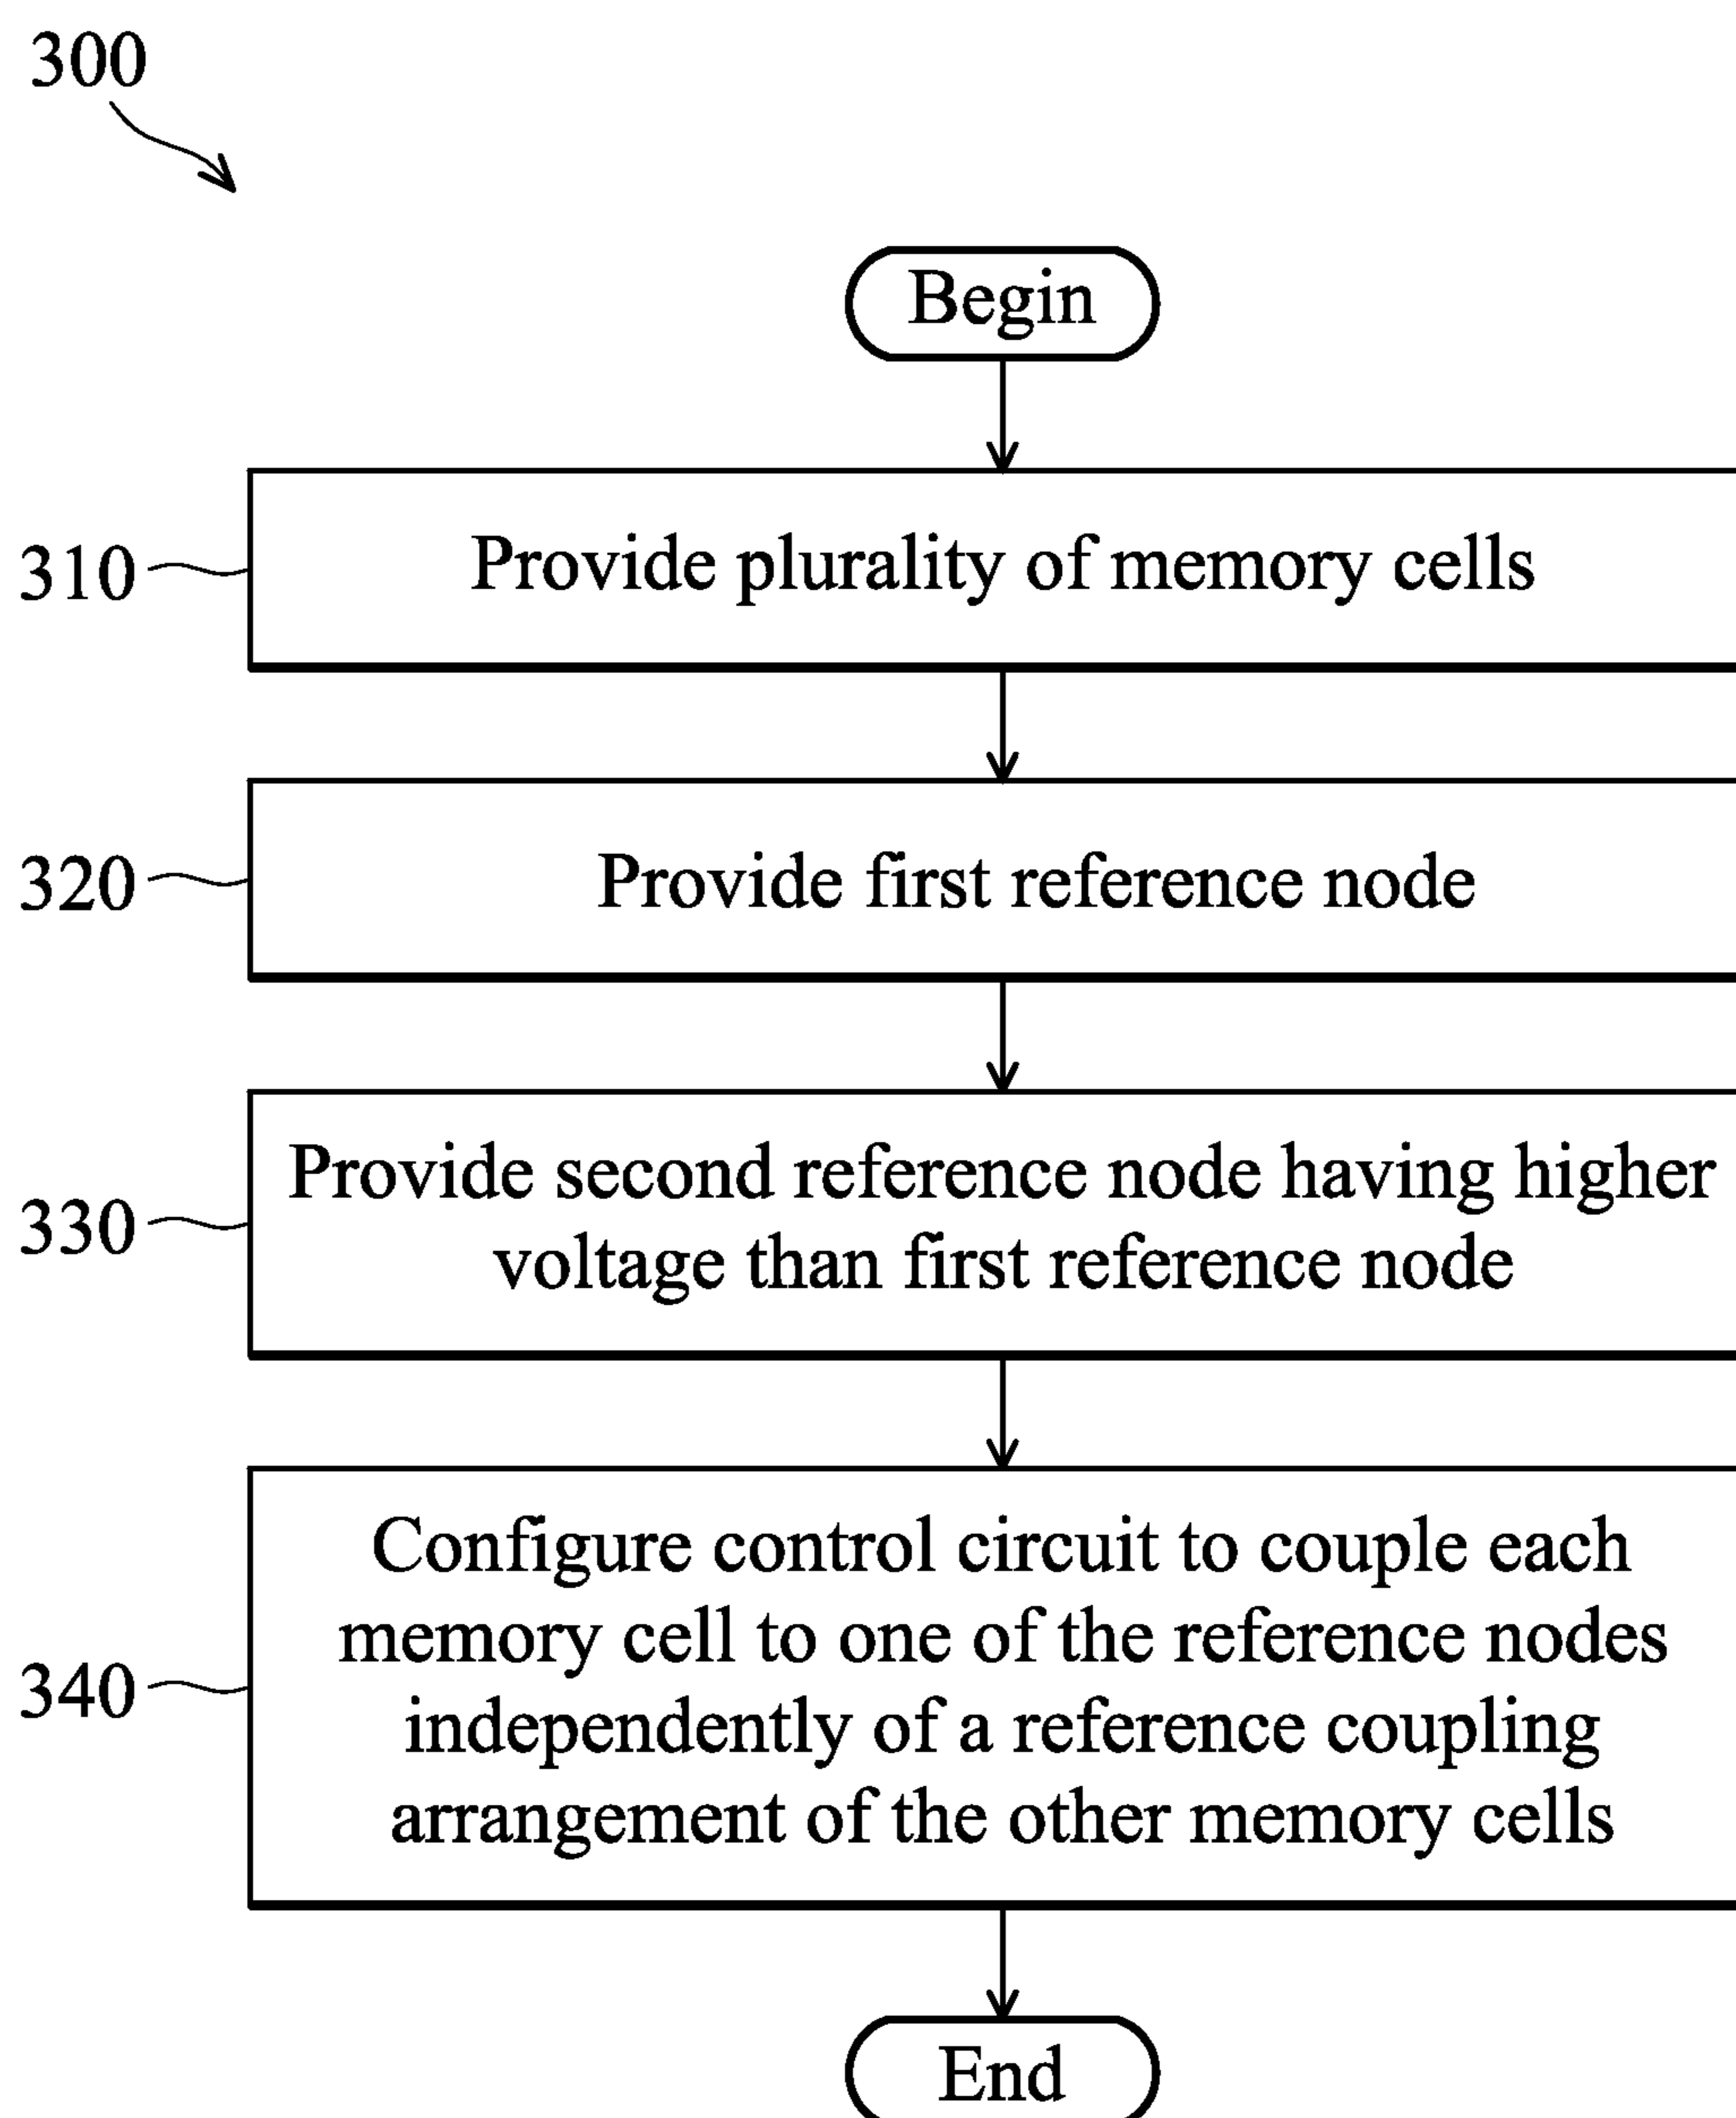 300
Begin
310
Provide plurality of memory cells
320
Provide first reference node
330
Provide second reference node having higher
voltage than first reference node
340
Configure control circuit to couple each
memory cell to one of the reference nodes
independently of a reference coupling
arrangement of the other memory cells
End